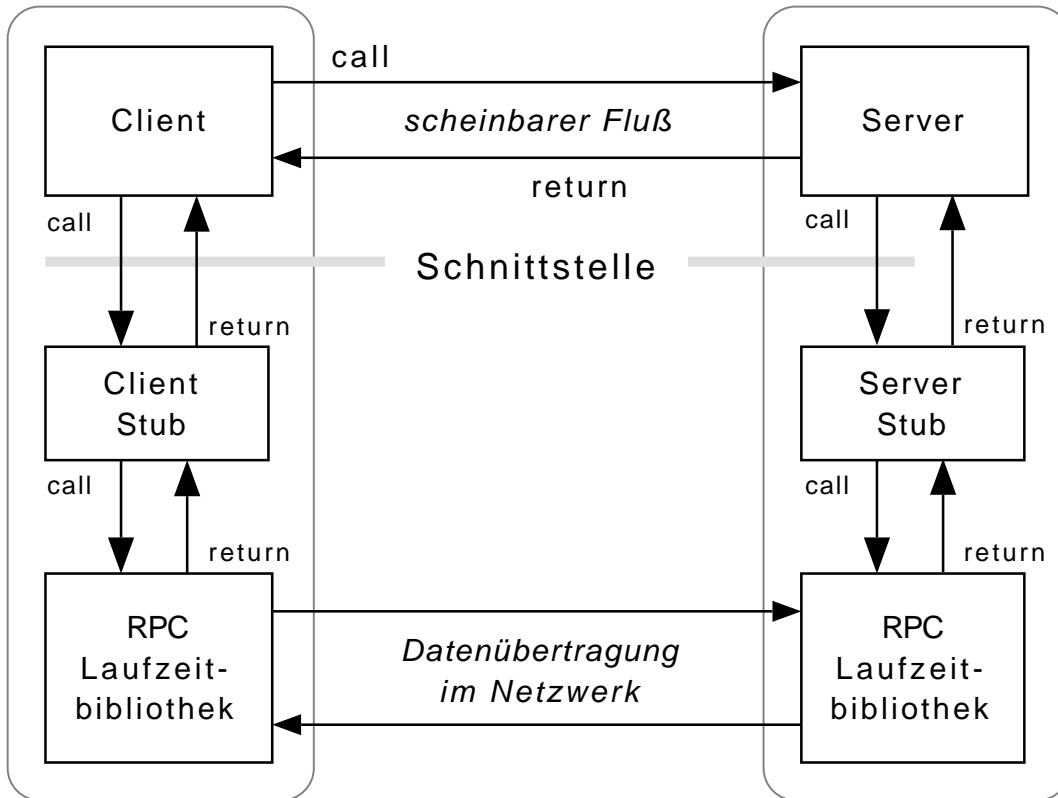 call
Client
scheinbarer Fluß
Server
return
call
call
Schnittstelle
return
return
Client
Stub
Server
Stub
call
call
return
return
RPC
Laufzeit-
bibliothek
Datenübertragung
im Netzwerk
RPC
Laufzeit-
bibliothek